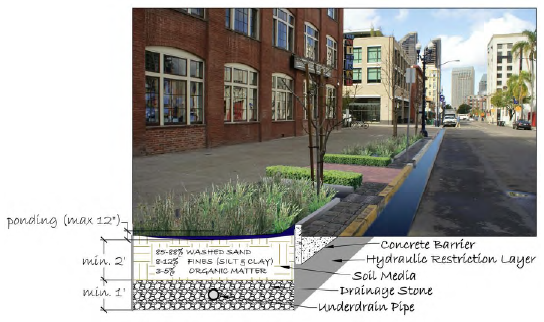 ponding (max 12")
min. 2'
85-88% WASHED SAND
8-12% FINES (SILT & CLAY)
3-5% ORGANIC MATTER
min. 1'
Concrete Barrier
Hydraulic Restriction Layer
Soil Media
Drainage Stone
Underdrain Pipe